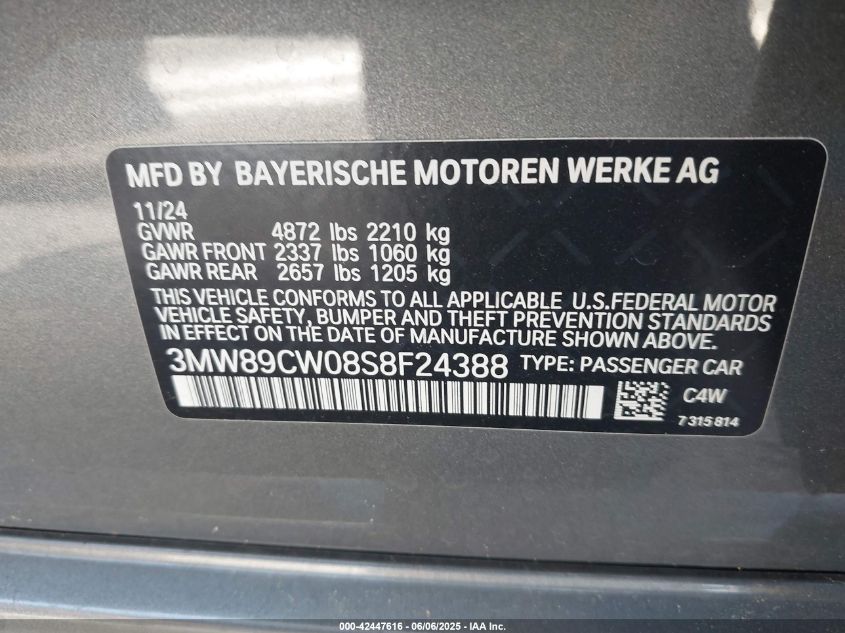 MFD BY BAYERISCHE MOTOREN WERKE AG
11/24
GVWR 4872 lbs 2210 kg
GAWR FRONT 2337 lbs 1060 kg
GAWR REAR 2657 lbs 1205 kg
THIS VEHICLE CONFORMS TO ALL APPLICABLE U.S.FEDERAL MOTOR
VEHICLE SAFETY, BUMPER AND THEFT PREVENTION STANDARDS
IN EFFECT ON THE DATE OF MANUFACTURE SHOWN ABOVE.
3MW89CW08S8F24388 TYPE: PASSENGER CAR
C4W
7315814
000-42447616 - 06/06/2025 - IAA Inc.